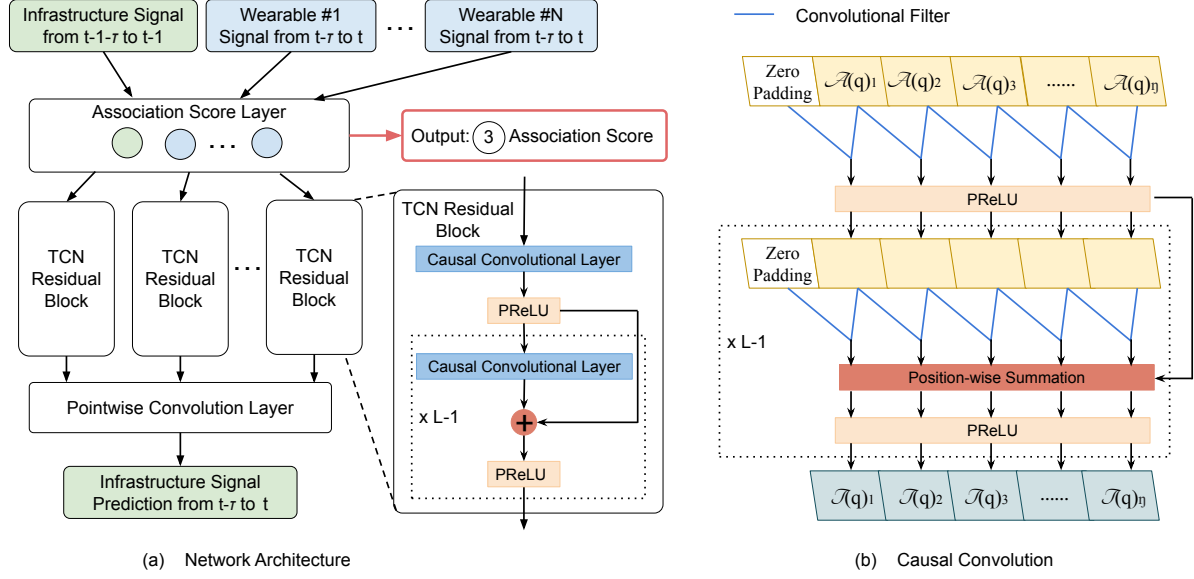 Infrastructure Signal
from t-1-τ to t-1
Wearable #1
Signal from t-τ to t
...
Wearable #N
Signal from t-τ to t
Association Score Layer
...
Output: 3 Association Score
TCN
Residual
Block
TCN
Residual
Block
...
TCN
Residual
Block
Pointwise Convolution Layer
Infrastructure Signal
Prediction from t-τ to t
TCN Residual
Block
Causal Convolutional Layer
PReLU
Causal Convolutional Layer
+
x L-1
PReLU
(a) Network Architecture
Convolutional Filter
Zero
Padding
𝒜(q)1
𝒜(q)2
𝒜(q)3
......
𝒜(q)η
PReLU
Zero
Padding
x L-1
Position-wise Summation
PReLU
𝒯(q)1
𝒯(q)2
𝒯(q)3
......
𝒯(q)η
(b) Causal Convolution